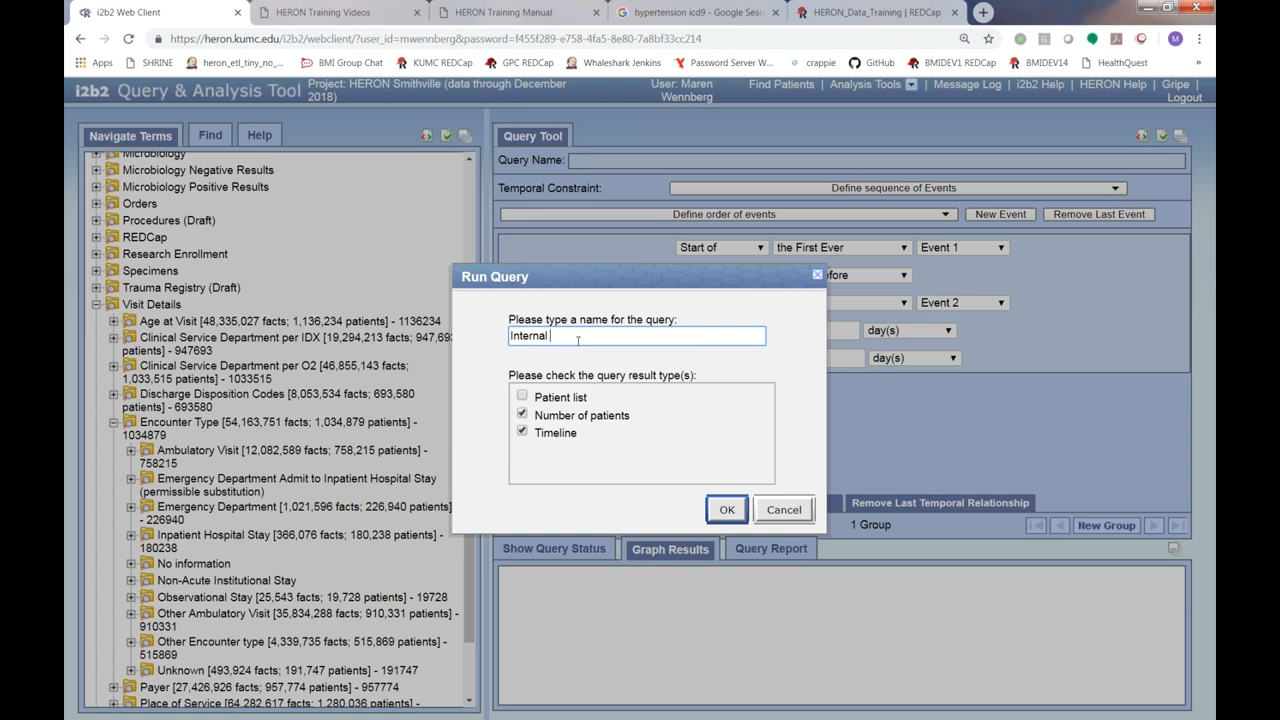 i2b2 Web Client
HERON Training Videos
HERON Training Manual
hypertension icd9 - Google Sear
HERON_Data_Training | REDCap
https://heron.kumc.edu/i2b2/webclient/?user_id=mwennberg&password=f455f289-e758-4fa5-8e80-7a8bf33cc214
M
Apps
SHRINE
heron_etl_tiny_no_...
BMI Group Chat
KUMC REDCap
GPC REDCap
Whaleshark Jenkins
Password Server W...
crappie
GitHub
BMIDEV1 REDCap
BMIDEV14
HealthQuest
»
i2b2 Query & Analysis Tool
Project: HERON Smithville (data through December
2018)
User: Maren
Wennberg
Find Patients | Analysis Tools | Message Log | i2b2 Help | HERON Help | Gripe |
Logout
Navigate Terms
Find
Help
Microbiology
Microbiology Negative Results
Microbiology Positive Results
Orders
Procedures (Draft)
REDCap
Research Enrollment
Specimens
Trauma Registry (Draft)
Visit Details
Age at Visit [48,335,027 facts; 1,136,234 patients] - 1136234
Clinical Service Department per IDX [19,294,213 facts; 947,693
patients] - 947693
Clinical Service Department per O2 [46,855,143 facts;
1,033,515 patients] - 1033515
Discharge Disposition Codes [8,053,534 facts; 693,580
patients] - 693580
Encounter Type [54,163,751 facts; 1,034,879 patients] -
1034879
Ambulatory Visit [12,082,589 facts; 758,215 patients] -
758215
Emergency Department Admit to Inpatient Hospital Stay
(permissible substitution)
Emergency Department [1,021,596 facts; 226,940 patients]
- 226940
Inpatient Hospital Stay [366,076 facts; 180,238 patients] -
180238
No information
Non-Acute Institutional Stay
Observational Stay [25,543 facts; 19,728 patients] - 19728
Other Ambulatory Visit [35,834,288 facts; 910,331 patients] -
910331
Other Encounter type [4,339,735 facts; 515,869 patients] -
515869
Unknown [493,924 facts; 191,747 patients] - 191747
Payer [27,426,926 facts; 957,774 patients] - 957774
Place of Service [64,282,617 facts; 1,280,036 patients] -
Query Tool
Query Name:
Temporal Constraint:
Define sequence of Events
Define order of events
New Event
Remove Last Event
Start of
the First Ever
Event 1
efore
Event 2
day(s)
day(s)
Run Query
Please type a name for the query:
Internal
Please check the query result type(s):
Patient list
Number of patients
Timeline
OK
Cancel
Remove Last Temporal Relationship
1 Group
New Group
Show Query Status
Graph Results
Query Report